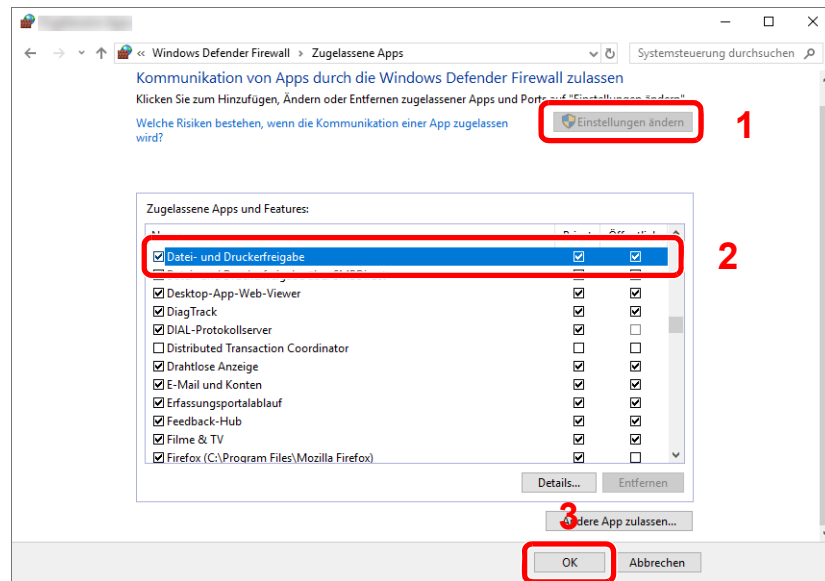 « Windows Defender Firewall › Zugelassene Apps
Systemsteuerung durchsuchen
Kommunikation von Apps durch die Windows Defender Firewall zulassen
Klicken Sie zum Hinzufügen, Ändern oder Entfernen zugelassener Apps und Ports auf "Einstellungen ändern".
Welche Risiken bestehen, wenn die Kommunikation einer App zugelassen
wird?
Einstellungen ändern
1
Zugelassene Apps und Features:
Privat Öffentlich
Datei- und Druckerfreigabe
2
Desktop-App-Web-Viewer
DiagTrack
DIAL-Protokollserver
Distributed Transaction Coordinator
Drahtlose Anzeige
E-Mail und Konten
Erfassungsportalablauf
Feedback-Hub
Filme & TV
Firefox (C:\Program Files\Mozilla Firefox)
Details...
Entfernen
3
Andere App zulassen...
OK
Abbrechen